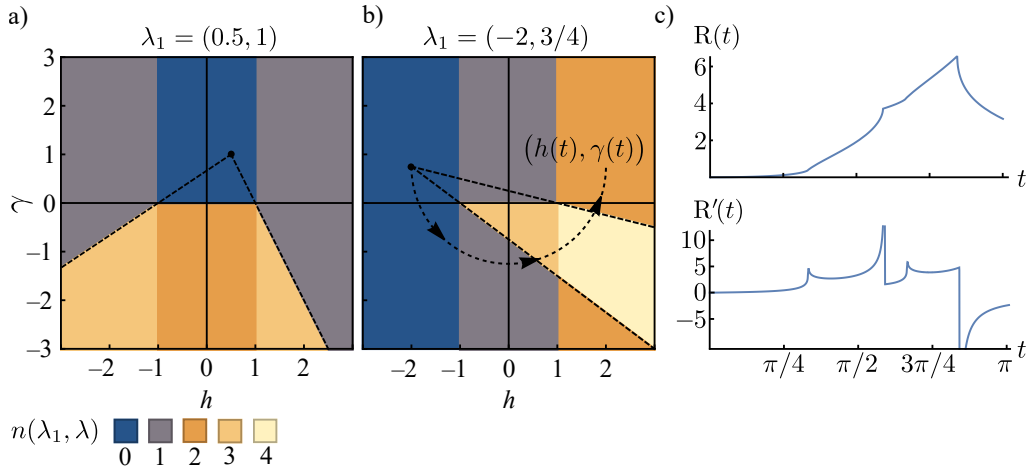 a)
λ₁ = (0.5, 1)
3
2
1
0
−1
−2
−3
γ
−2
−1
0
1
2
h
b)
λ₁ = (−2, 3/4)
(h(t), γ(t))
−2
−1
0
1
2
h
c)
R(t)
6
4
2
t
R′(t)
10
5
0
−5
π/4
π/2
3π/4
π
t
n(λ₁, λ)
0
1
2
3
4